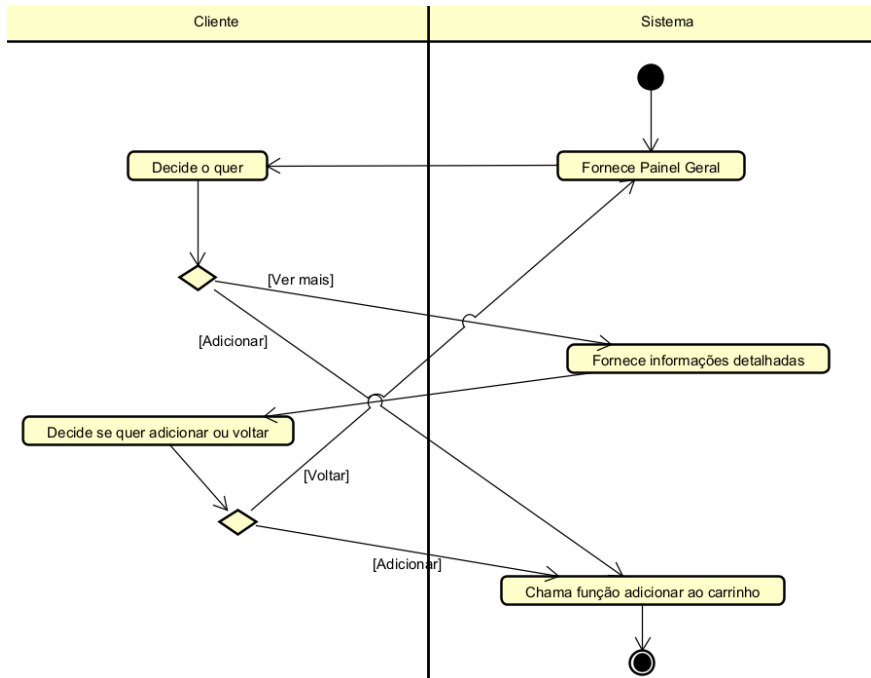 Cliente
Sistema
Decide o quer
Fornece Painel Geral
[Ver mais]
[Adicionar]
Fornece informações detalhadas
Decide se quer adicionar ou voltar
[Voltar]
[Adicionar]
Chama função adicionar ao carrinho